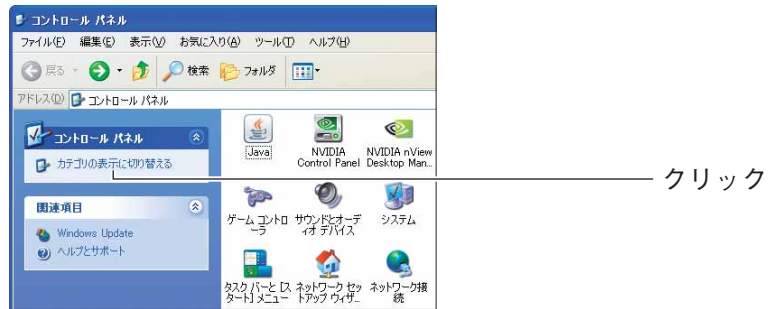 コントロール パネル
ファイル(F) 編集(E) 表示(V) お気に入り(A) ツール(T) ヘルプ(H)
戻る 検索 フォルダ
アドレス(D) コントロール パネル
コントロール パネル
カテゴリの表示に切り替える
クリック
関連項目
Windows Update
ヘルプとサポート
Java
NVIDIA
Control Panel
NVIDIA nView
Desktop Man...
ゲーム コントロ
ーラ
サウンドとオーデ
ィオ デバイス
システム
タスク バーと [ス
タート] メニュー
ネットワーク セッ
トアップ ウィザ...
ネットワーク接
続